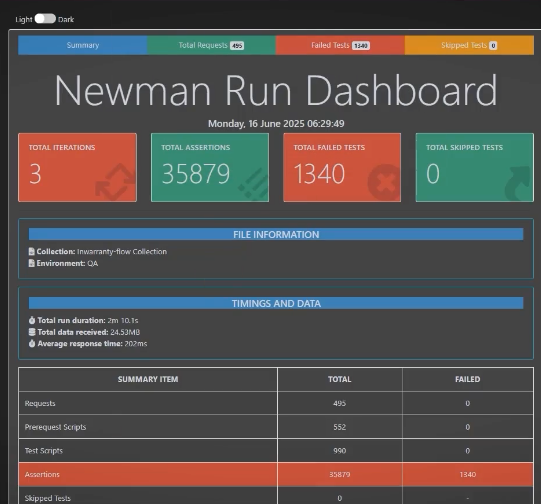 Light Dark
Summary Total Requests 495 Failed Tests 1340 Skipped Tests 0
Newman Run Dashboard
Monday, 16 June 2025 06:29:49
TOTAL ITERATIONS TOTAL ASSERTIONS TOTAL FAILED TESTS TOTAL SKIPPED TESTS
3 35879 1340 0
FILE INFORMATION
Collection: Inwarranty-flow Collection
Environment: QA
TIMINGS AND DATA
Total run duration: 2m 10.1s
Total data received: 24.53MB
Average response time: 202ms
SUMMARY ITEM TOTAL FAILED
Requests 495 0
Prerequest Scripts 552 0
Test Scripts 990 0
Assertions 35879 1340
Skipped Tests 0 -